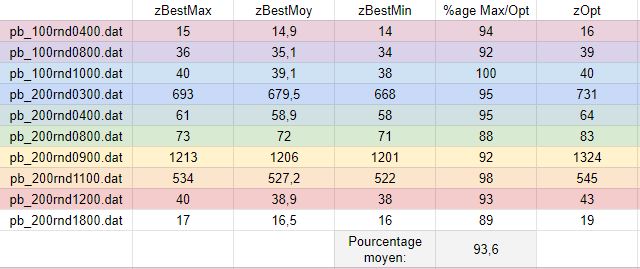 zBestMax zBestMoy zBestMin %age Max/Opt zOpt
pb_100rnd0400.dat 15 14,9 14 94 16
pb_100rnd0800.dat 36 35,1 34 92 39
pb_100rnd1000.dat 40 39,1 38 100 40
pb_200rnd0300.dat 693 679,5 668 95 731
pb_200rnd0400.dat 61 58,9 58 95 64
pb_200rnd0800.dat 73 72 71 88 83
pb_200rnd0900.dat 1213 1206 1201 92 1324
pb_200rnd1100.dat 534 527,2 522 98 545
pb_200rnd1200.dat 40 38,9 38 93 43
pb_200rnd1800.dat 17 16,5 16 89 19
Pourcentage
moyen: 93,6